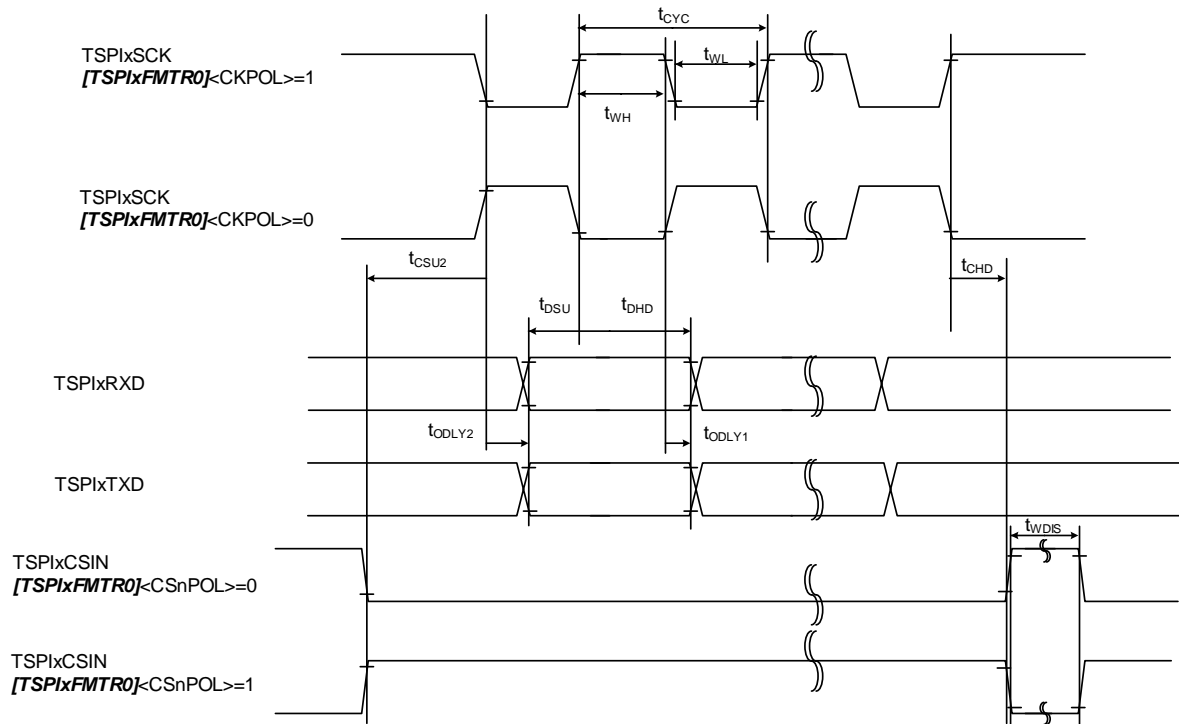 tCYC
TSPIxSCK
[TSPIxFMTR0]<CKPOL>=1
tWL
tWH
TSPIxSCK
[TSPIxFMTR0]<CKPOL>=0
tCSU2
tCHD
tDSU
tDHD
TSPIxRXD
tODLY2
tODLY1
TSPIxTXD
tWDIS
TSPIxCSIN
[TSPIxFMTR0]<CSnPOL>=0
TSPIxCSIN
[TSPIxFMTR0]<CSnPOL>=1